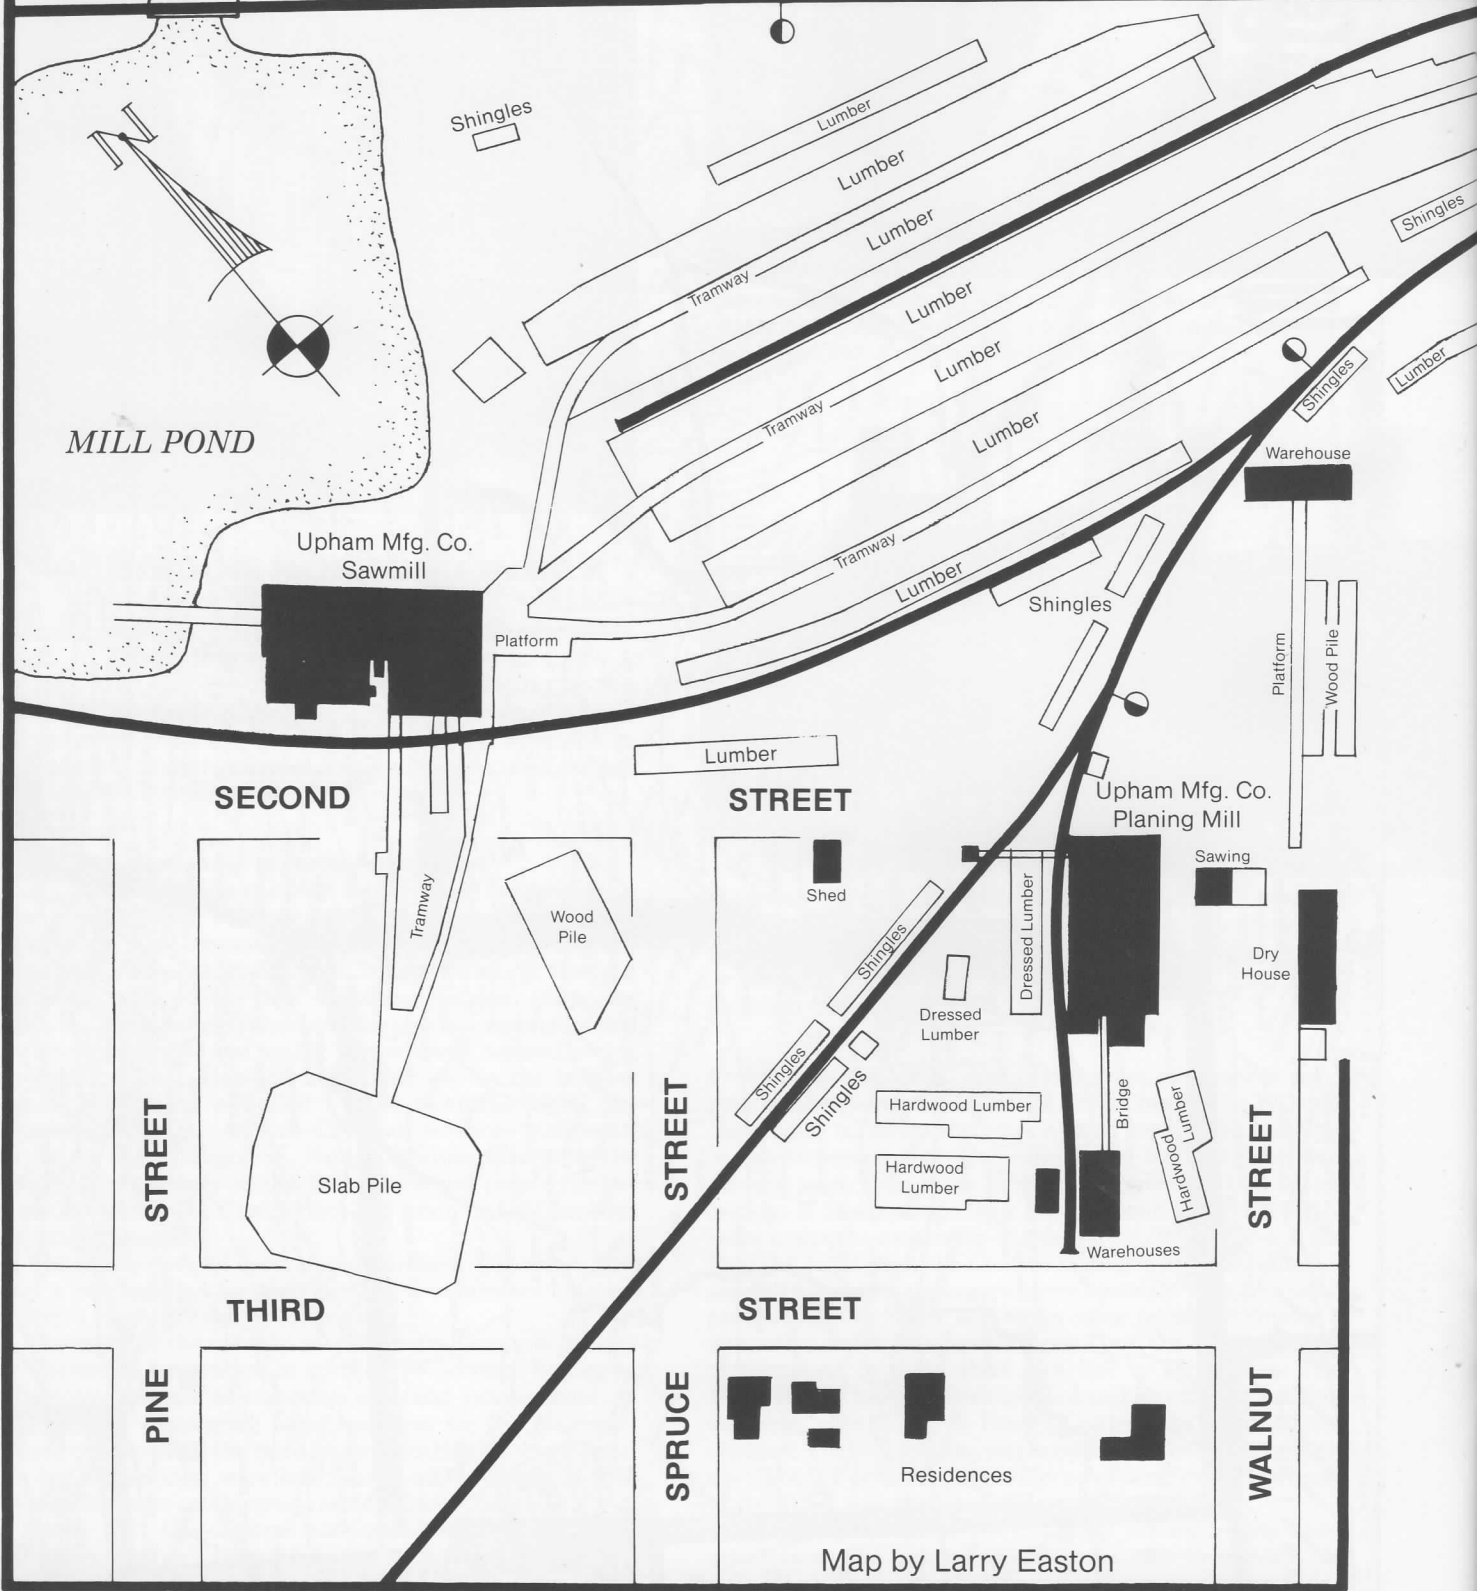 N
Shingles
Lumber
Lumber
Lumber
Tramway
Shingles
Lumber
Lumber
Tramway
Lumber
Shingles
Lumber
MILL POND
Warehouse
Upham Mfg. Co.
Sawmill
Tramway
Lumber
Shingles
Platform
Platform
Wood Pile
Lumber
SECOND
STREET
Upham Mfg. Co.
Planing Mill
Shed
Sawing
Tramway
Wood
Pile
Shingles
Dressed Lumber
Dressed
Lumber
Dry
House
Shingles
Shingles
Hardwood Lumber
Bridge
Hardwood Lumber
STREET
STREET
STREET
Slab Pile
Hardwood
Lumber
Warehouses
THIRD
STREET
PINE
SPRUCE
WALNUT
Residences
Map by Larry Easton